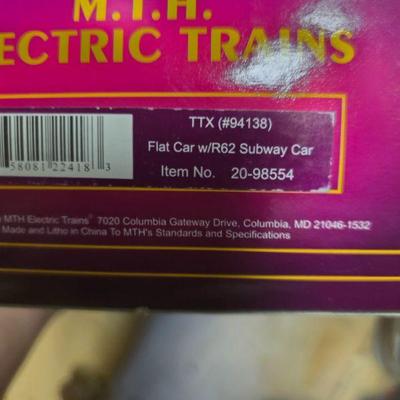 M.T.H.
ECTRIC TRAINS
TTX (#94138)
Flat Car w/R62 Subway Car
Item No. 20-98554
58081 22418 3
MTH Electric Trains® 7020 Columbia Gateway Drive, Columbia, MD 21046-1532
Made and Litho in China To MTH's Standards and Specifications